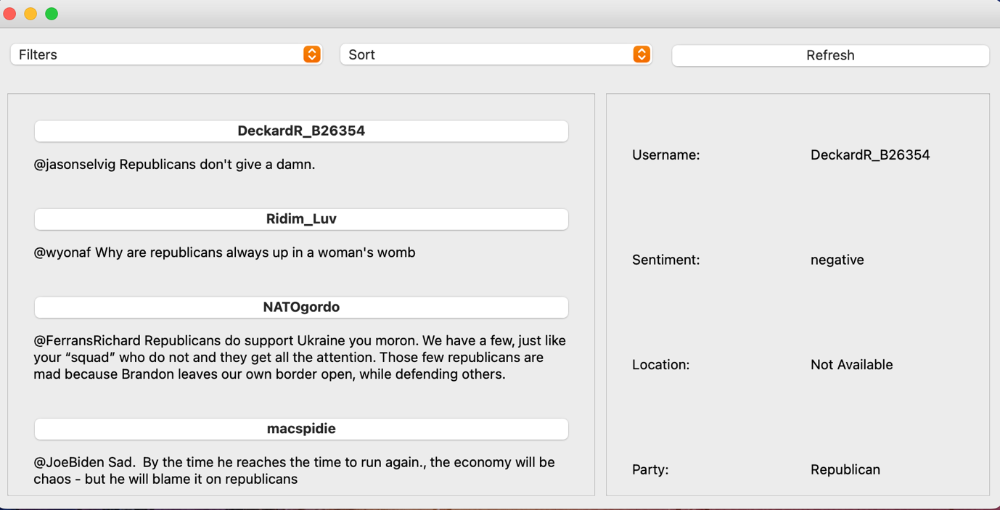 Filters
Sort
Refresh
DeckardR_B26354
@jasonselvig Republicans don't give a damn.
Ridim_Luv
@wyonaf Why are republicans always up in a woman's womb
NATOgordo
@FerransRichard Republicans do support Ukraine you moron. We have a few, just like
your “squad” who do not and they get all the attention. Those few republicans are
mad because Brandon leaves our own border open, while defending others.
macspidie
@JoeBiden Sad.  By the time he reaches the time to run again., the economy will be
chaos - but he will blame it on republicans
Username: DeckardR_B26354
Sentiment: negative
Location: Not Available
Party: Republican